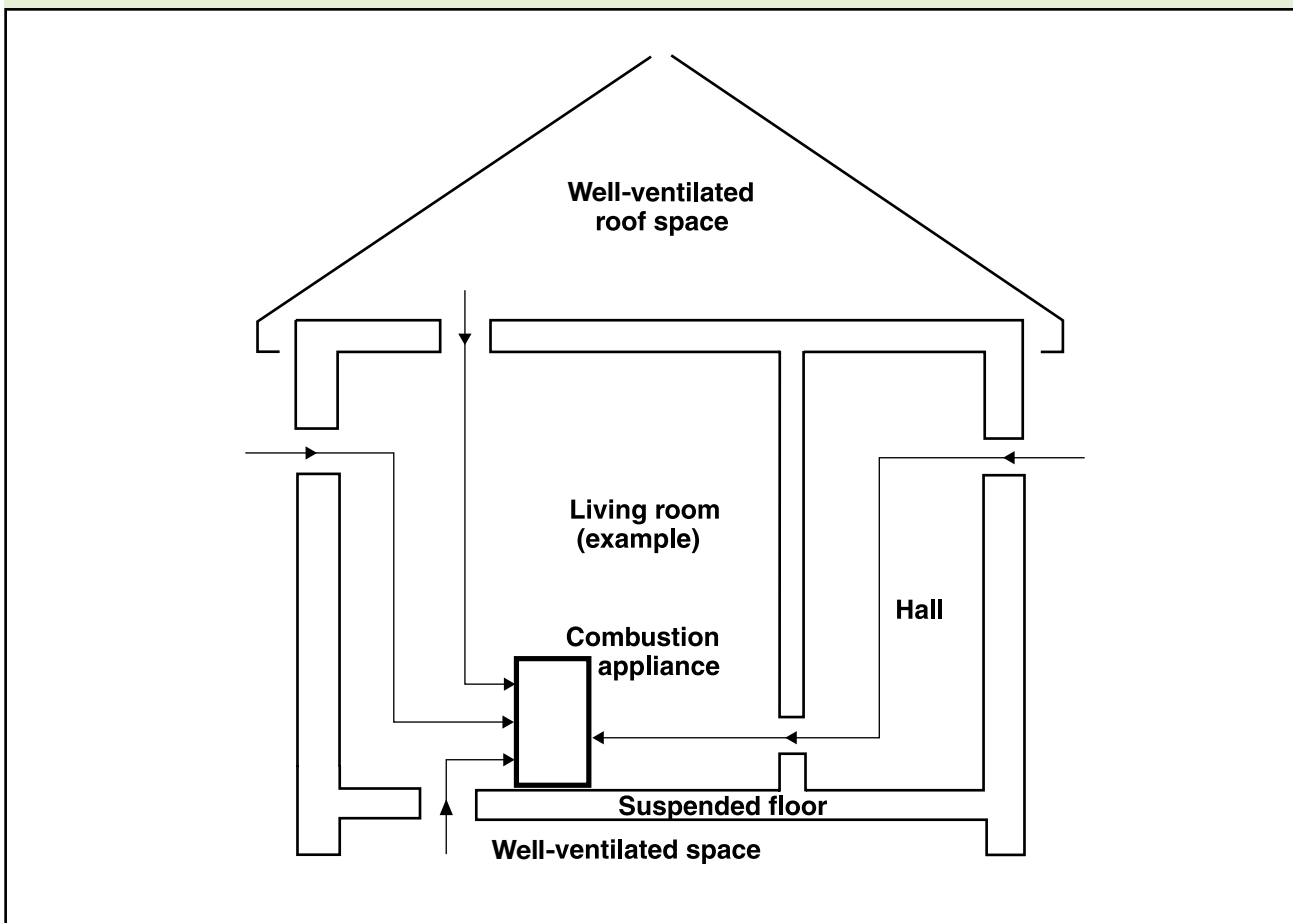 Well-ventilated
roof space
Living room
(example)
Hall
Combustion
appliance
Suspended floor
Well-ventilated space